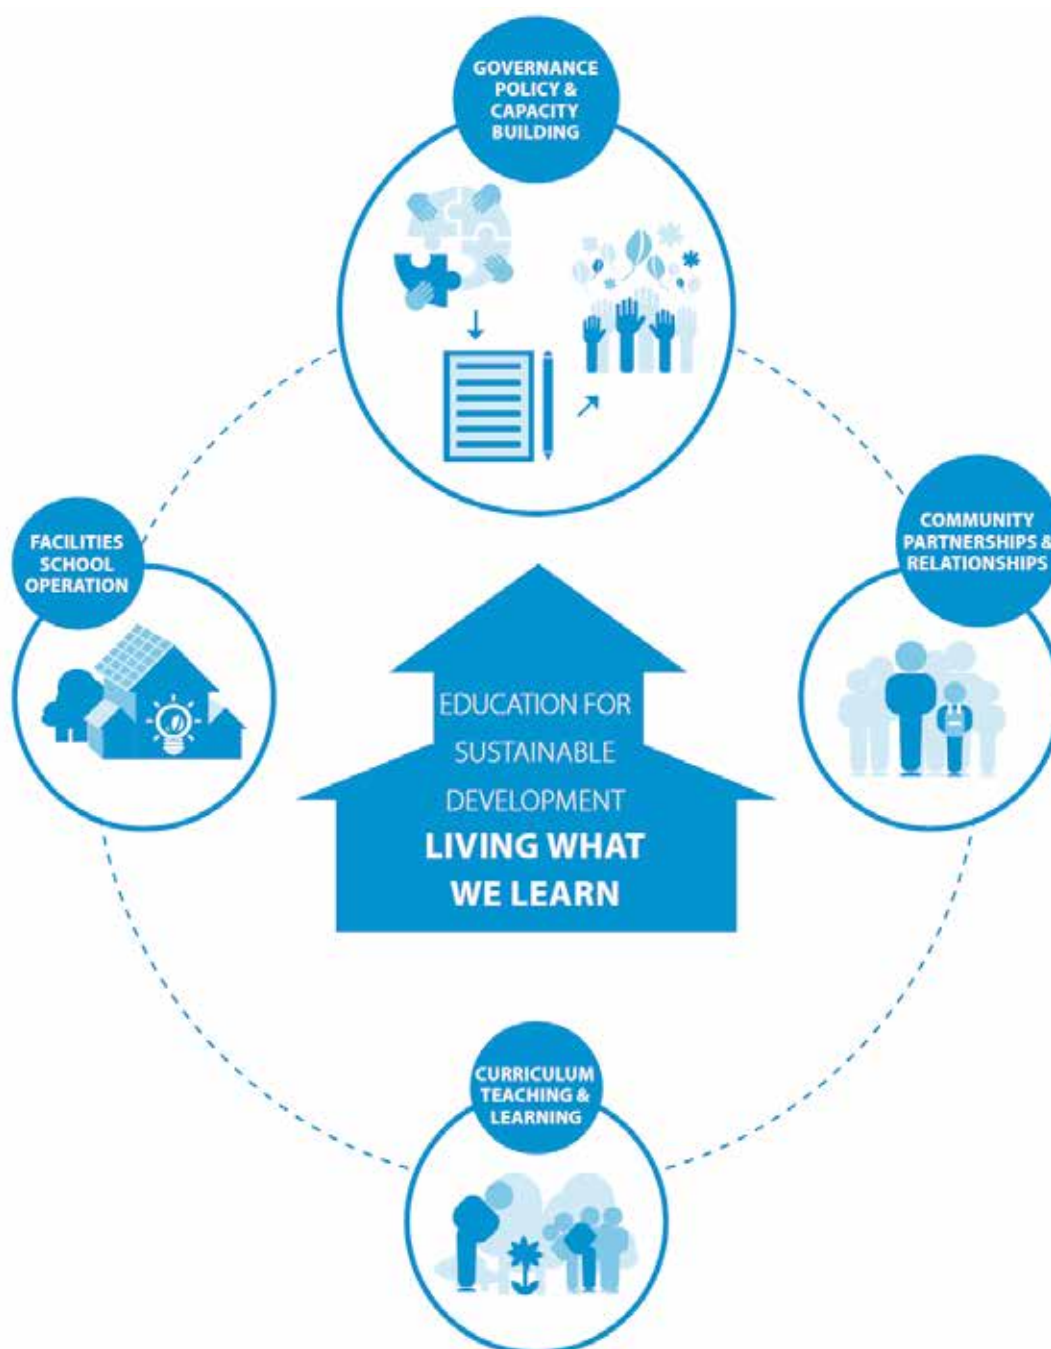 GOVERNANCE
POLICY &
CAPACITY
BUILDING
FACILITIES
SCHOOL
OPERATION
COMMUNITY
PARTNERSHIPS &
RELATIONSHIPS
EDUCATION FOR
SUSTAINABLE
DEVELOPMENT
LIVING WHAT
WE LEARN
CURRICULUM
TEACHING &
LEARNING